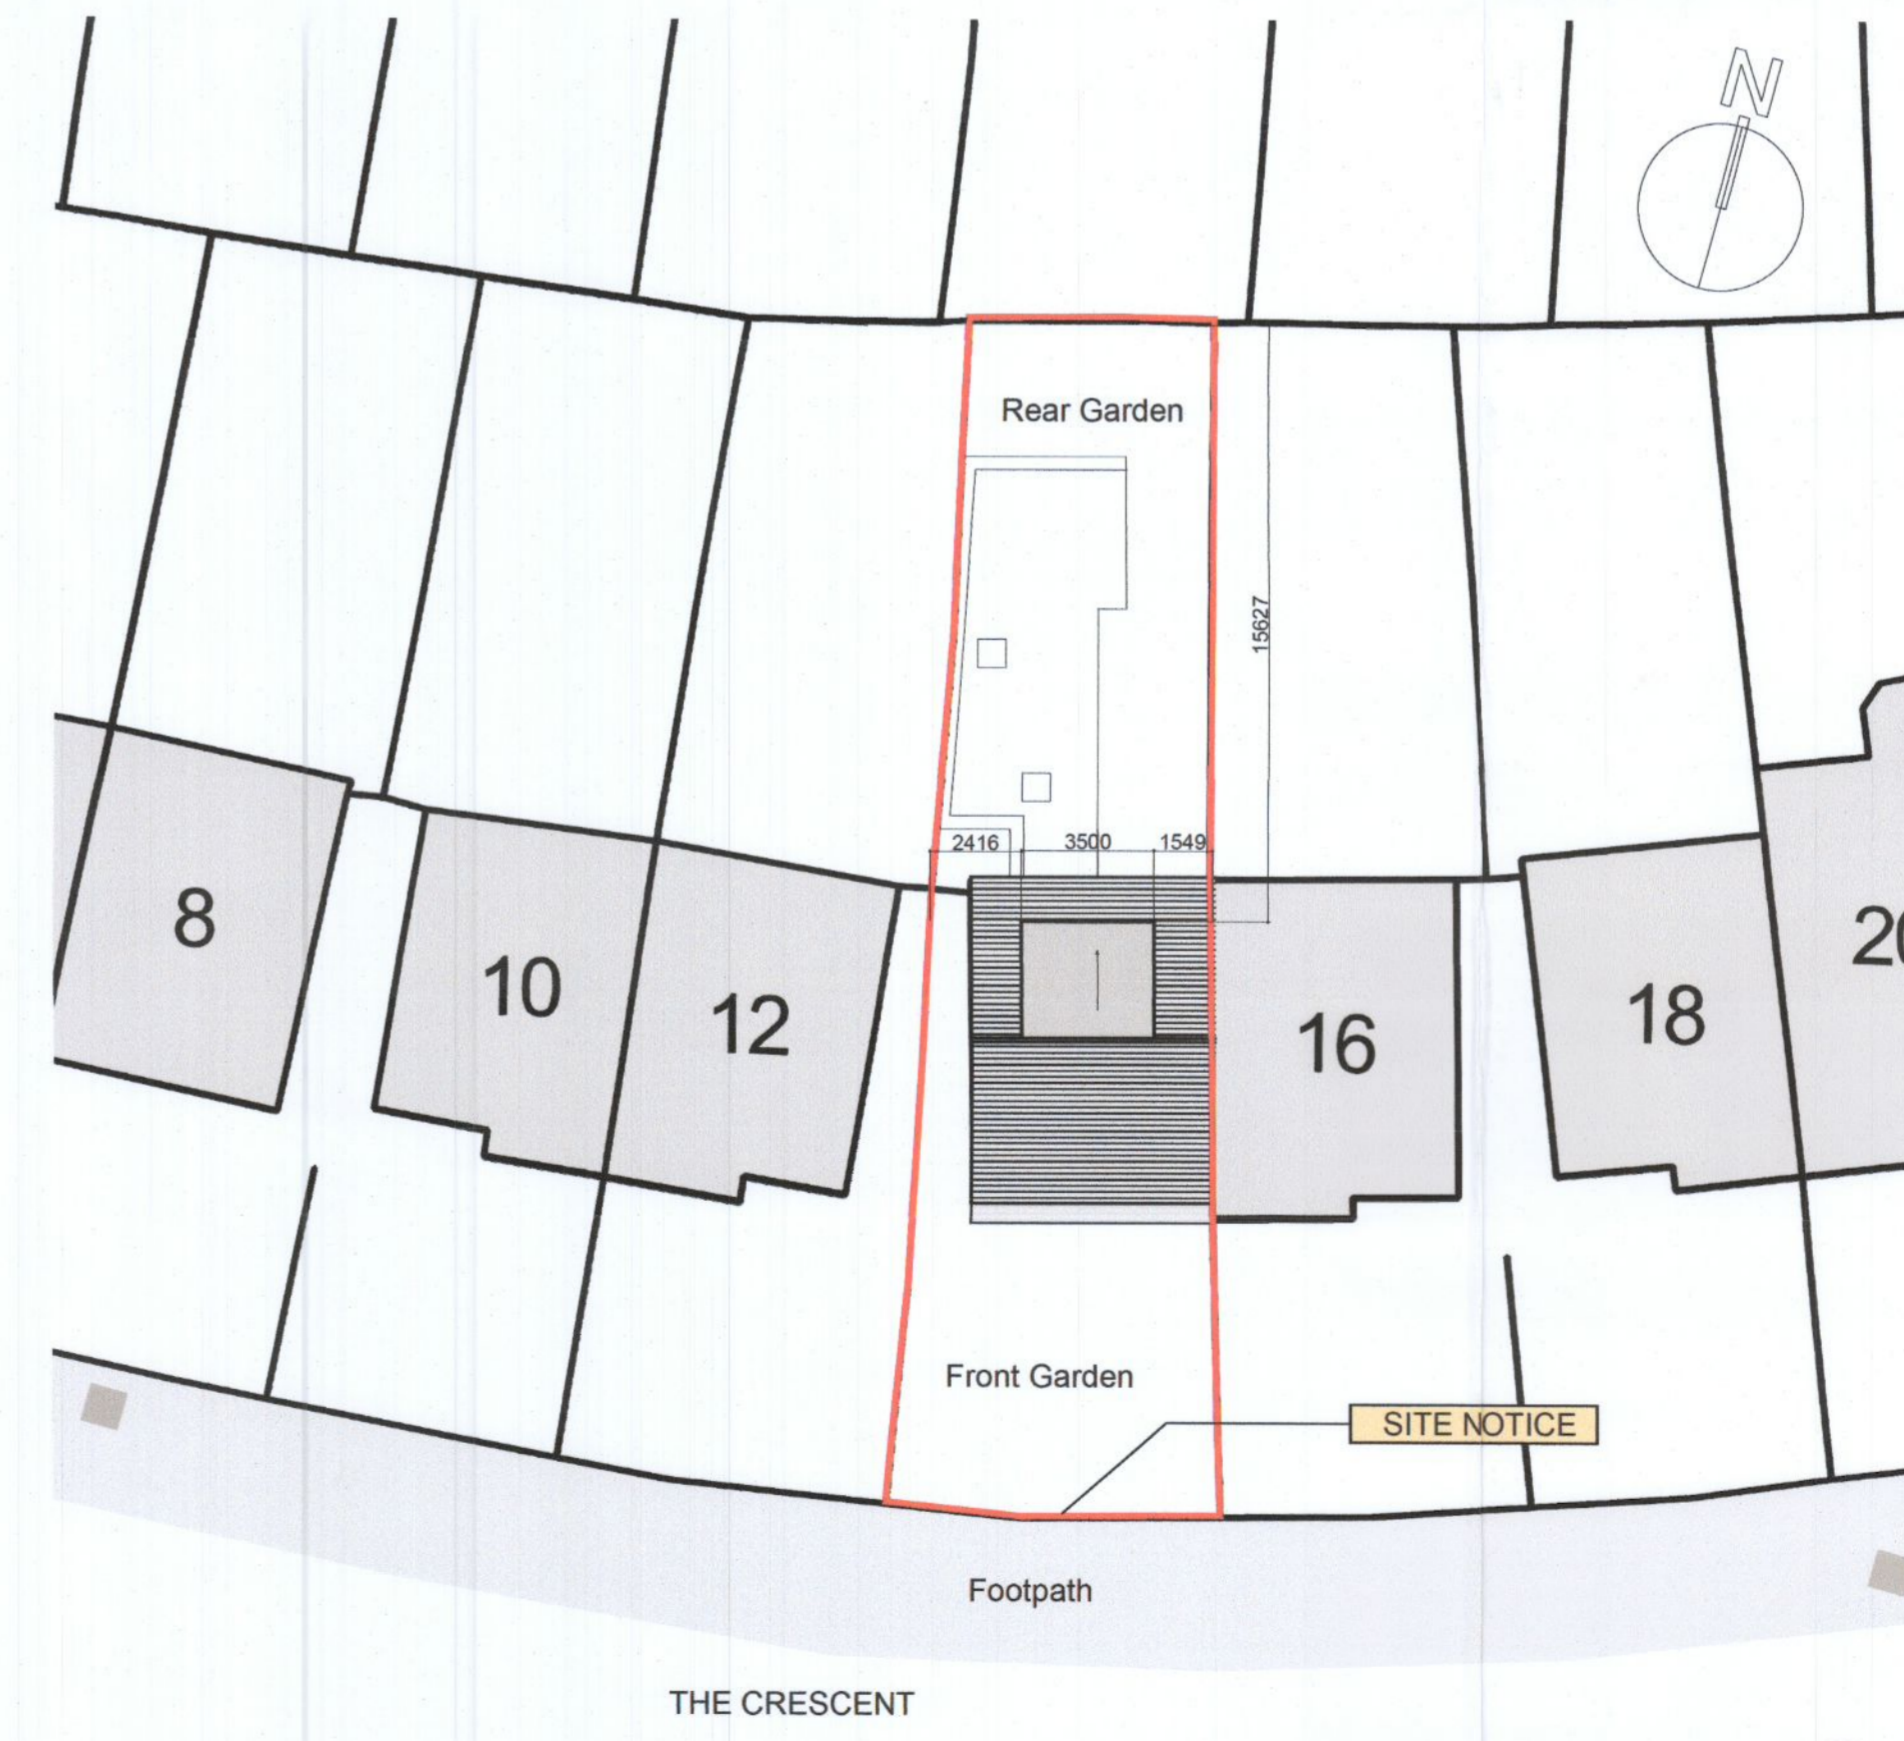 N
Rear Garden
15627
2416 3500 1549
8
10
12
16
18
Front Garden
SITE NOTICE
Footpath
THE CRESCENT